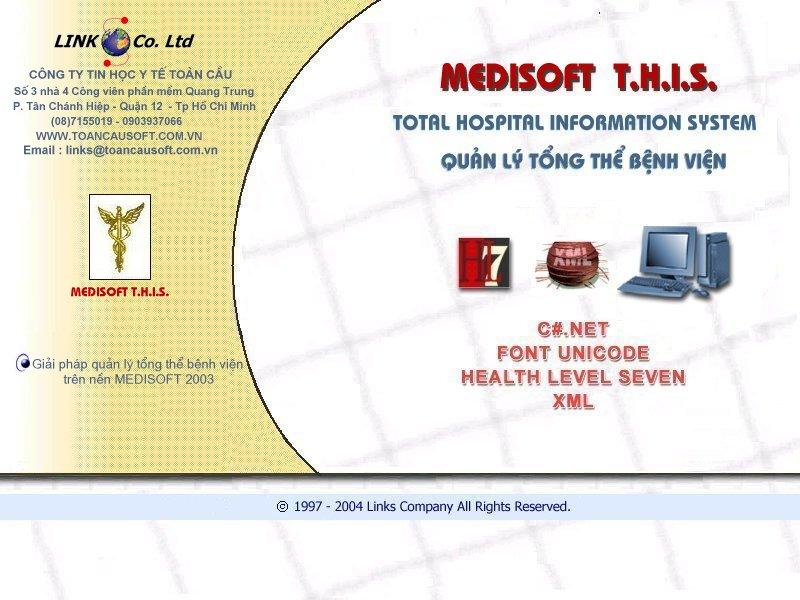 LINK Co. Ltd
CÔNG TY TIN HỌC Y TẾ TOÀN CẦU
Số 3 nhà 4 Công viên phần mềm Quang Trung
P. Tân Chánh Hiệp - Quận 12 - Tp Hồ Chí Minh
(08)7155019 - 0903937066
WWW.TOANCAUSOFT.COM.VN
Email : links@toancausoft.com.vn
MEDISOFT T.H.I.S.
Giải pháp quản lý tổng thể bệnh viện
trên nền MEDISOFT 2003
MEDISOFT T.H.I.S.
TOTAL HOSPITAL INFORMATION SYSTEM
QUẢN LÝ TỔNG THỂ BỆNH VIỆN
H7
XML
C#.NET
FONT UNICODE
HEALTH LEVEL SEVEN
XML
© 1997 - 2004 Links Company All Rights Reserved.